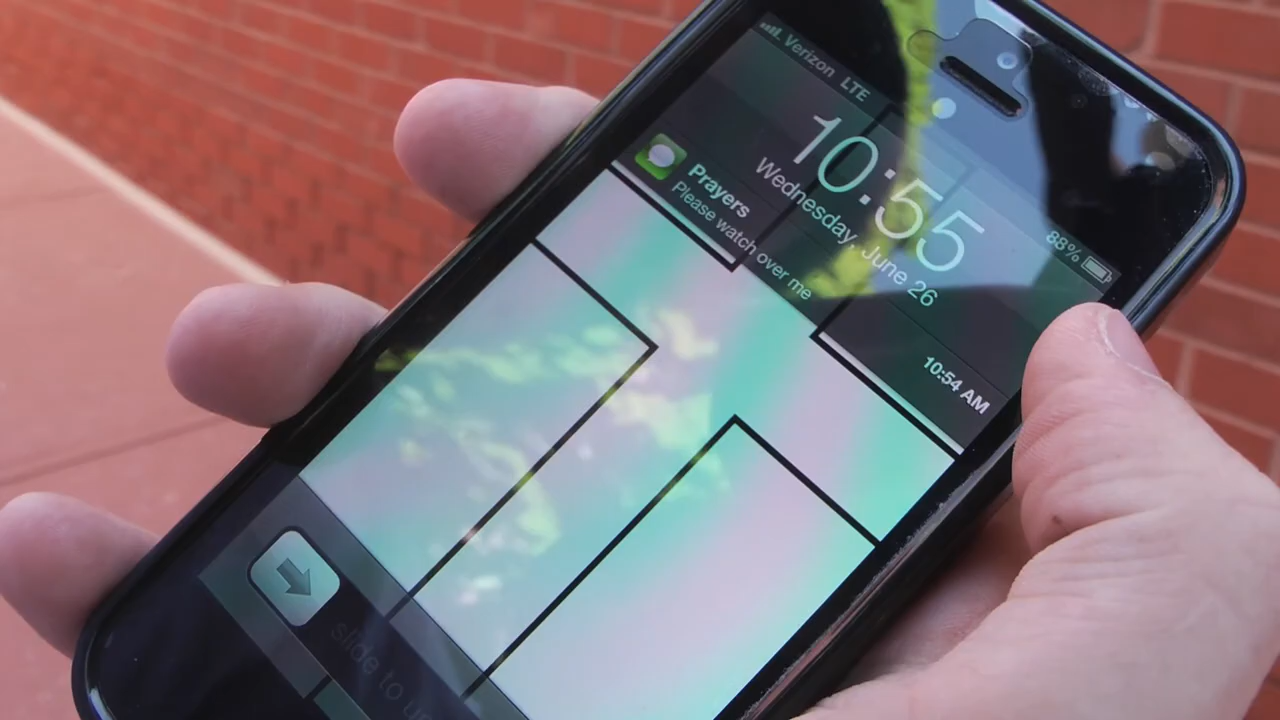 Verizon LTE
88%
10:55
Wednesday, June 26
Prayers
Please watch over me
10:54 AM
slide to